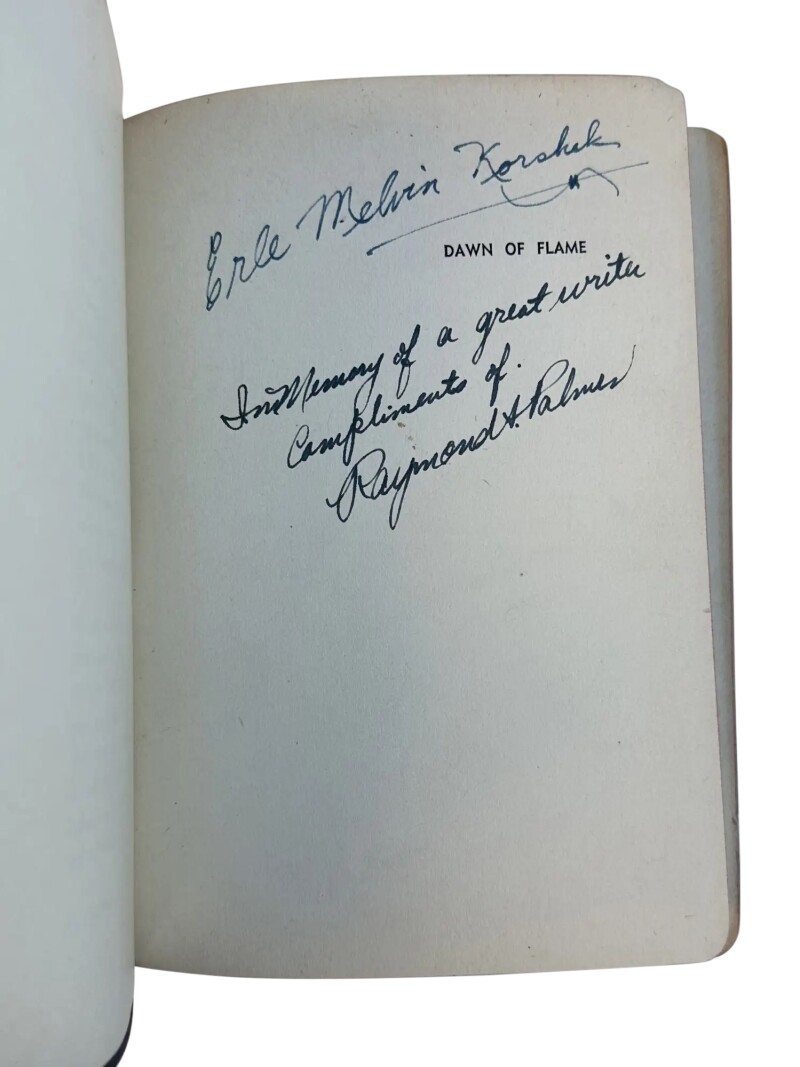 Erle Melvin Korshak
DAWN OF FLAME
In Memory of a great writer
Compliments of.
Raymond A. Palmer